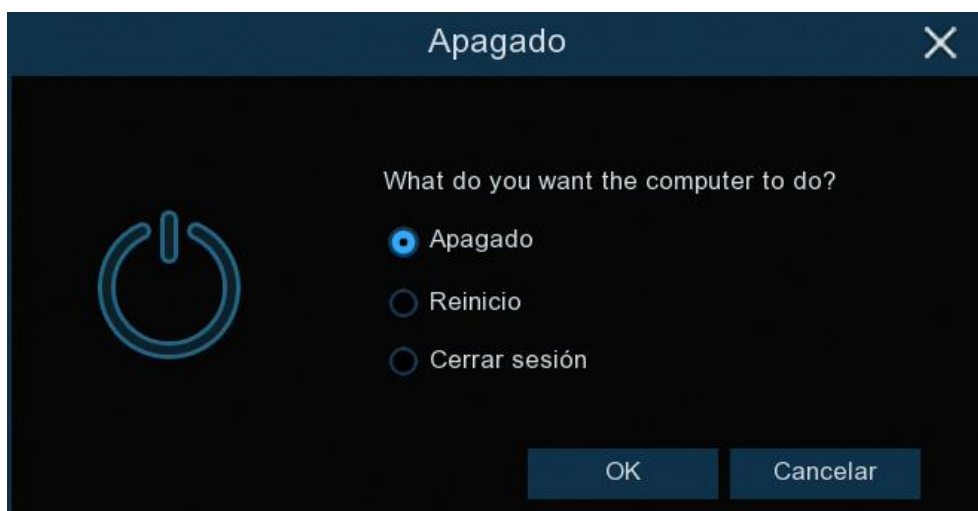 Apagado
What do you want the computer to do?
Apagado
Reinicio
Cerrar sesión
OK
Cancelar